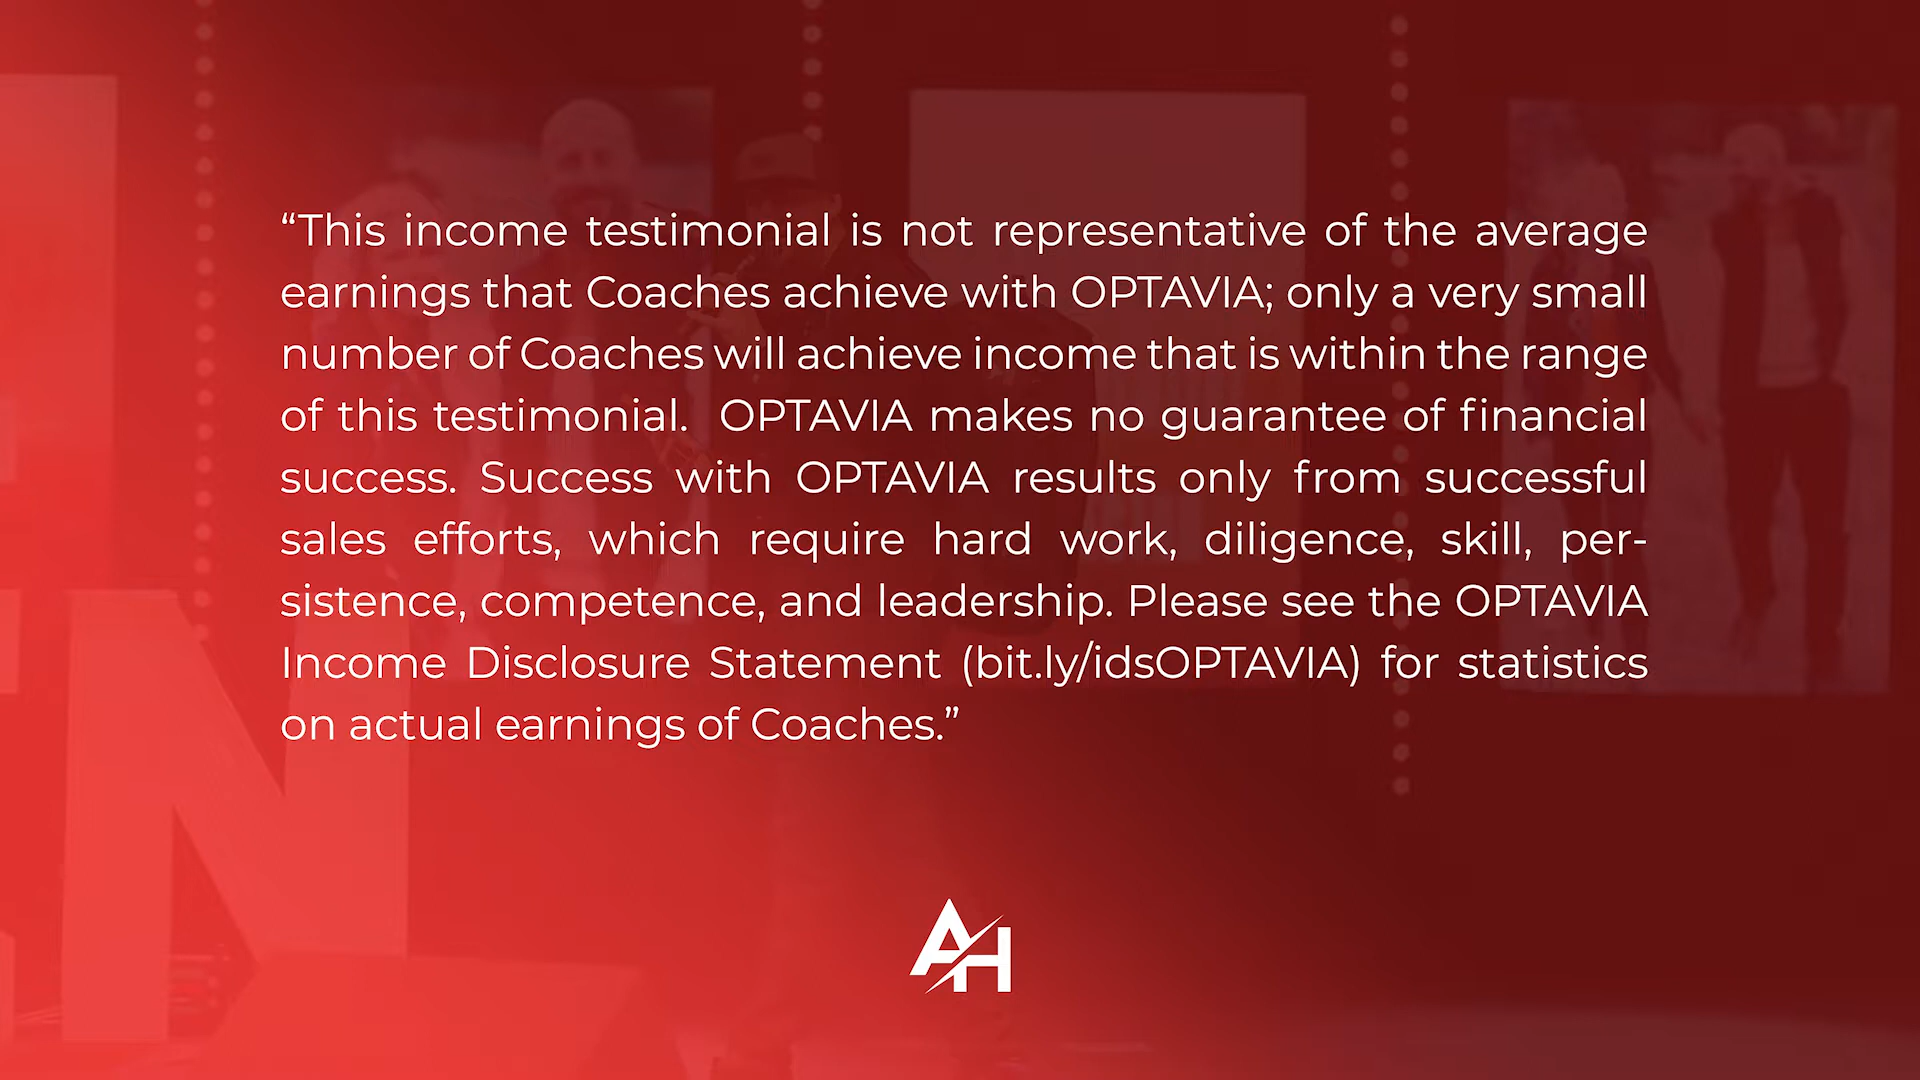 “This income testimonial is not representative of the average
earnings that Coaches achieve with OPTAVIA; only a very small
number of Coaches will achieve income that is within the range
of this testimonial.  OPTAVIA makes no guarantee of financial
success. Success with OPTAVIA results only from successful
sales efforts, which require hard work, diligence, skill, per-
sistence, competence, and leadership. Please see the OPTAVIA
Income Disclosure Statement (bit.ly/idsOPTAVIA) for statistics
on actual earnings of Coaches.”
AH